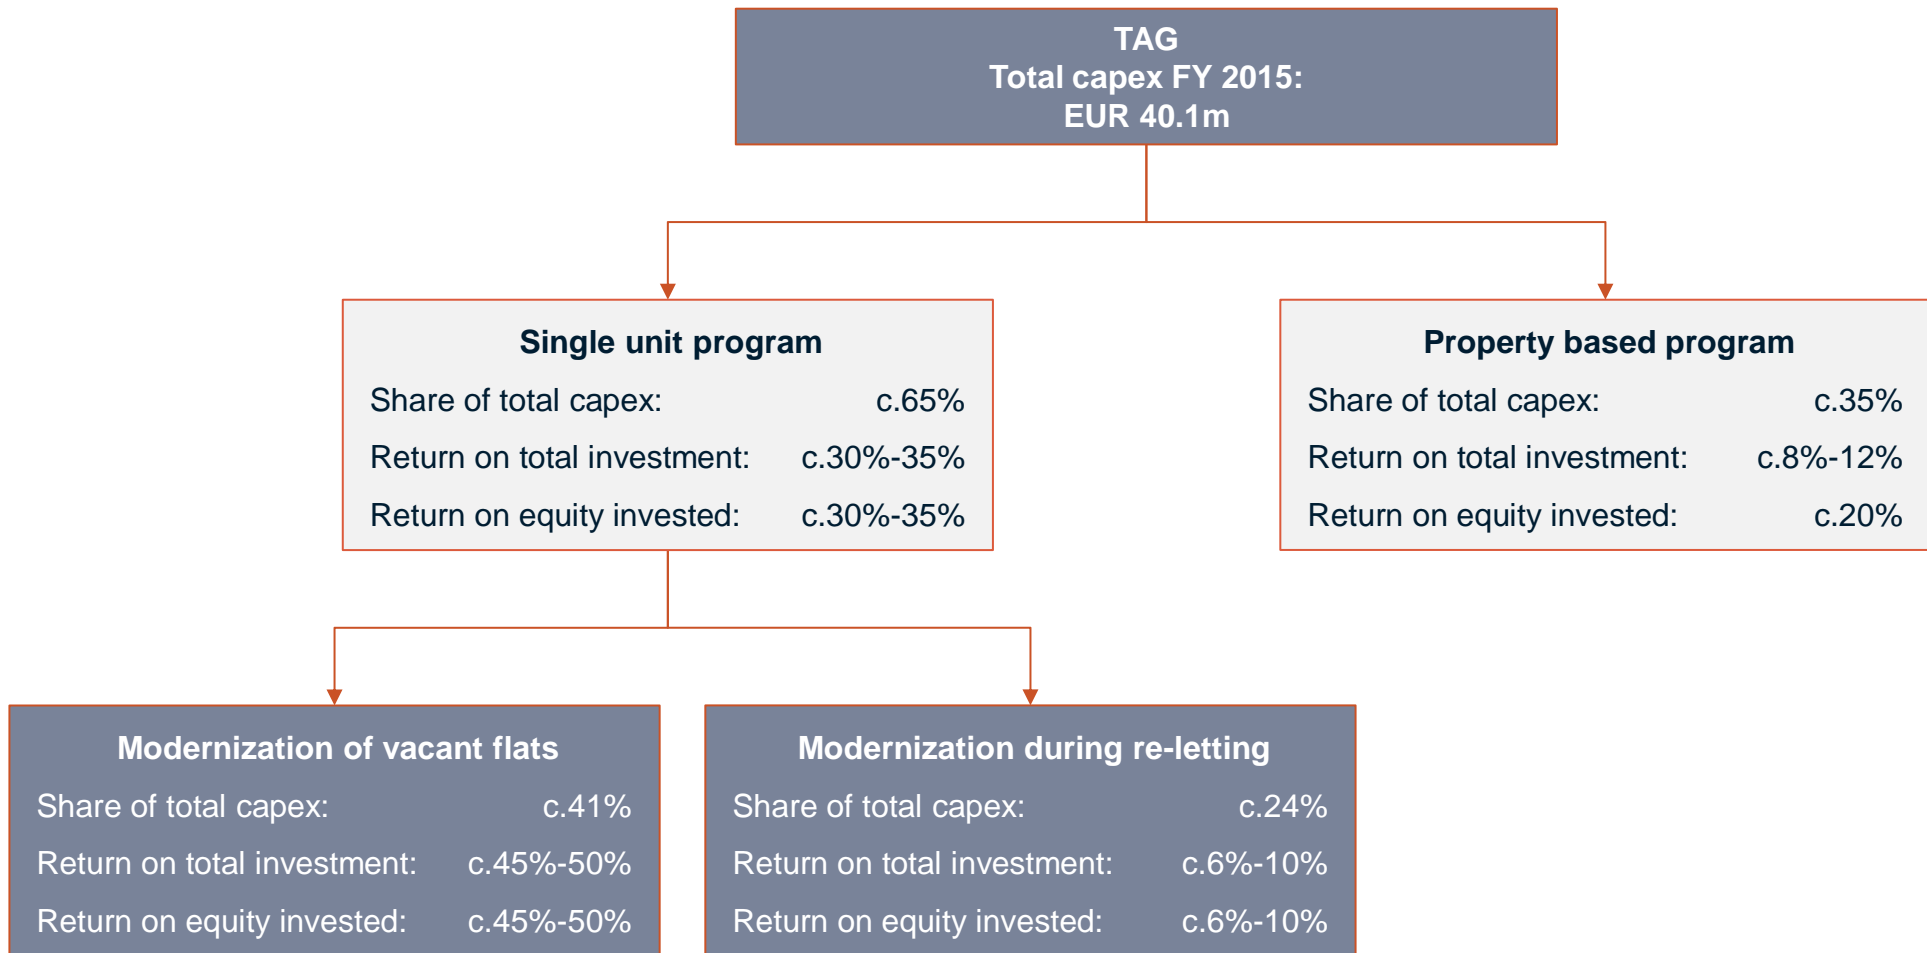 TAG
Total capex FY 2015:
EUR 40.1m
Single unit program
Share of total capex: c.65%
Return on total investment: c.30%-35%
Return on equity invested: c.30%-35%
Property based program
Share of total capex: c.35%
Return on total investment: c.8%-12%
Return on equity invested: c.20%
Modernization of vacant flats
Share of total capex: c.41%
Return on total investment: c.45%-50%
Return on equity invested: c.45%-50%
Modernization during re-letting
Share of total capex: c.24%
Return on total investment: c.6%-10%
Return on equity invested: c.6%-10%